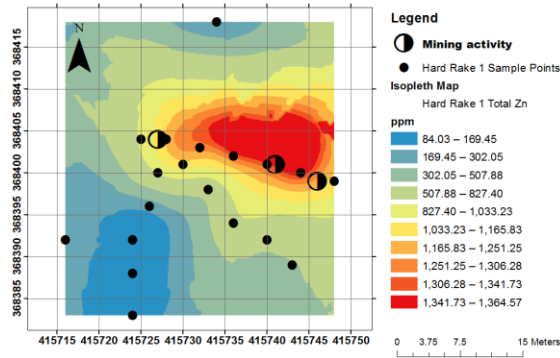 368415
368410
368405
368400
368395
368390
368385
N
415715 415720 415725 415730 415735 415740 415745 415750
Legend
Mining activity
Hard Rake 1 Sample Points
Isopleth Map
Hard Rake 1 Total Zn
ppm
84.03 – 169.45
169.45 – 302.05
302.05 – 507.88
507.88 – 827.40
827.40 – 1,033.23
1,033.23 – 1,165.83
1,165.83 – 1,251.25
1,251.25 – 1,306.28
1,306.28 – 1,341.73
1,341.73 – 1,364.57
0 3.75 7.5 15 Meters